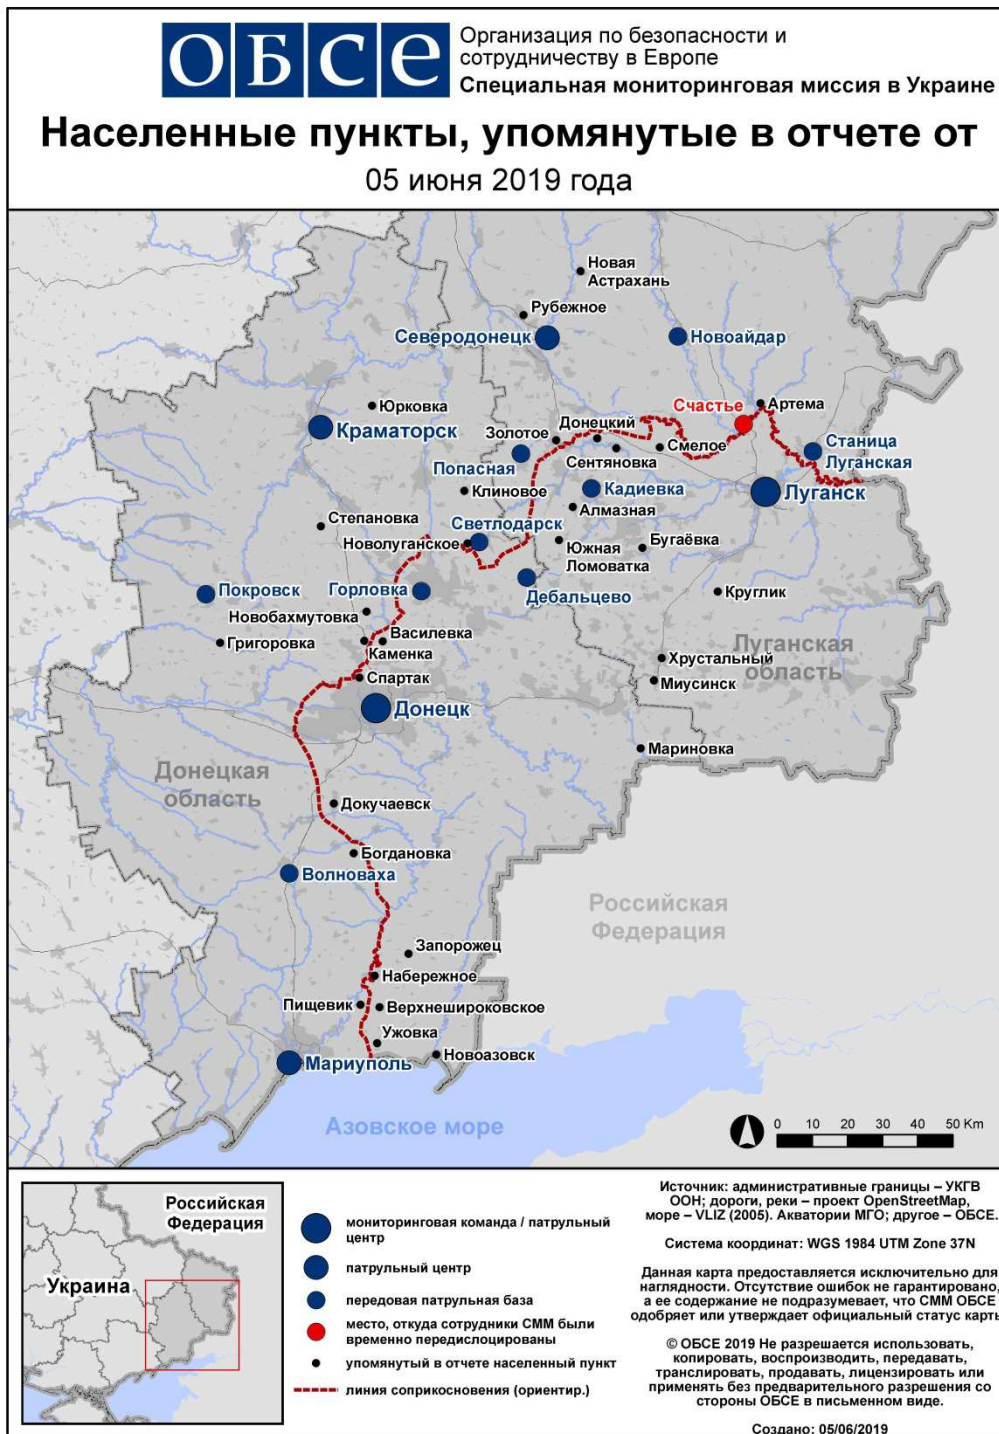 ОБСЕ
Организация по безопасности и
сотрудничеству в Европе
Специальная мониторинговая миссия в Украине
Населенные пункты, упомянутые в отчете от
05 июня 2019 года
Новая
Астрахань
Рубежное
Северодонецк
Новоайдар
Юрковка
Краматорск
Счастье
Артема
Золотое
Донецкий
Смелое
Станица
Луганская
Попасная
Сентяновка
Клиновое
Кадиевка
Луганск
Алмазная
Степановка
Светлодарск
Новолуганское
Южная
Ломоватка
Бугаёвка
Покровск
Горловка
Дебальцево
Круглик
Новобахмутовка
Василевка
Григоровка
Каменка
Луганская
область
Хрустальный
Спартак
Миусинск
Донецк
Мариновка
Донецкая
область
Докучаевск
Богдановка
Волноваха
Российская
Федерация
Запорожец
Набережное
Пищевик
Верхнешироковское
Ужовка
Новоазовск
Мариуполь
Азовское море
0 10 20 30 40 50 Km
Российская
Федерация
Украина
мониторинговая команда / патрульный
центр
патрульный центр
передовая патрульная база
место, откуда сотрудники СММ были
временно передислоцированы
упомянутый в отчете населенный пункт
линия соприкосновения (ориентир.)
Источник: административные границы – УКГВ
ООН; дороги, реки – проект OpenStreetMap,
море – VLIZ (2005). Акватории МГО; другое – ОБСЕ.
Система координат: WGS 1984 UTM Zone 37N
Данная карта предоставляется исключительно для
наглядности. Отсутствие ошибок не гарантировано,
а ее содержание не подразумевает, что СММ ОБСЕ
одобряет или утверждает официальный статус карты
© ОБСЕ 2019 Не разрешается использовать,
копировать, воспроизводить, передавать,
транслировать, продавать, лицензировать или
применять без предварительного разрешения со
стороны ОБСЕ в письменном виде.
Создано: 05/06/2019